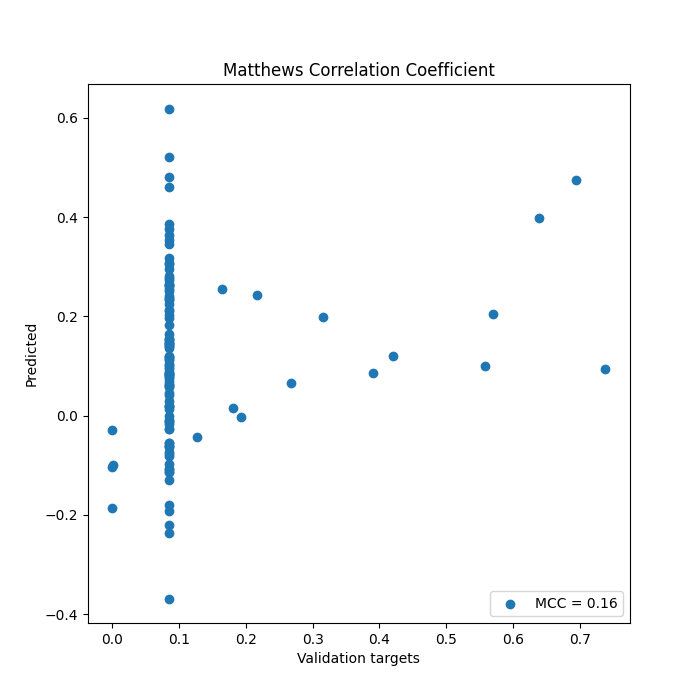 Matthews Correlation Coefficient
0.6
0.4
0.2
0.0
−0.2
−0.4
Predicted
MCC = 0.16
0.0 0.1 0.2 0.3 0.4 0.5 0.6 0.7
Validation targets